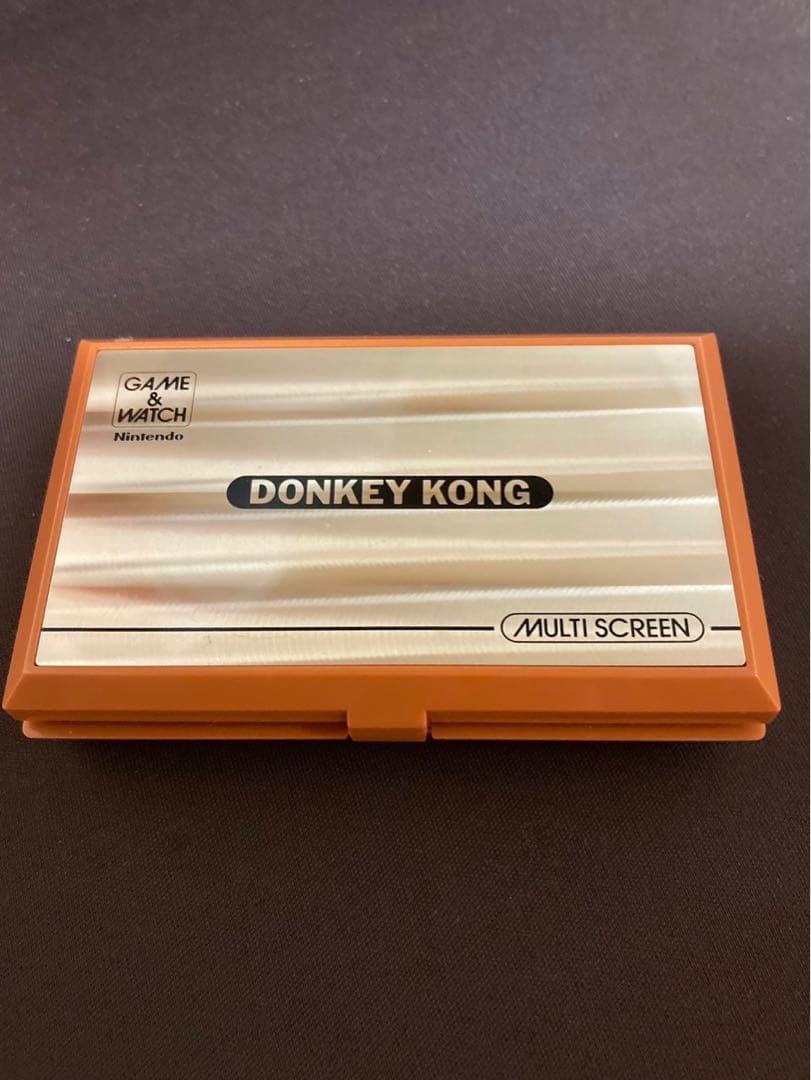 GAME
&
WATCH
Nintendo
DONKEY KONG
MULTI SCREEN